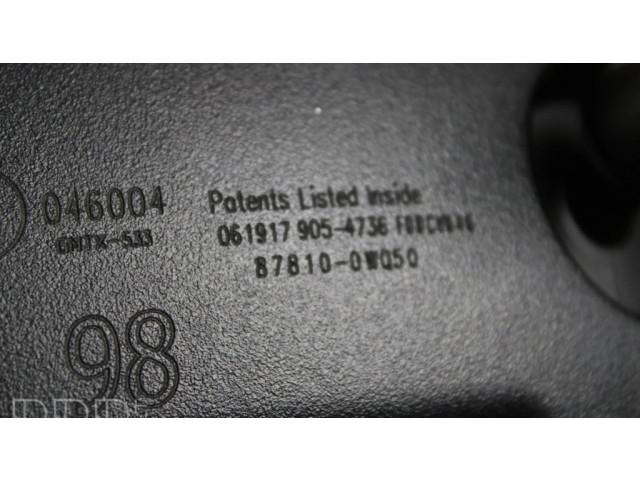 046004
GNTX-533
Patents Listed Inside
061917 905-4736
87810-0WQ50
98